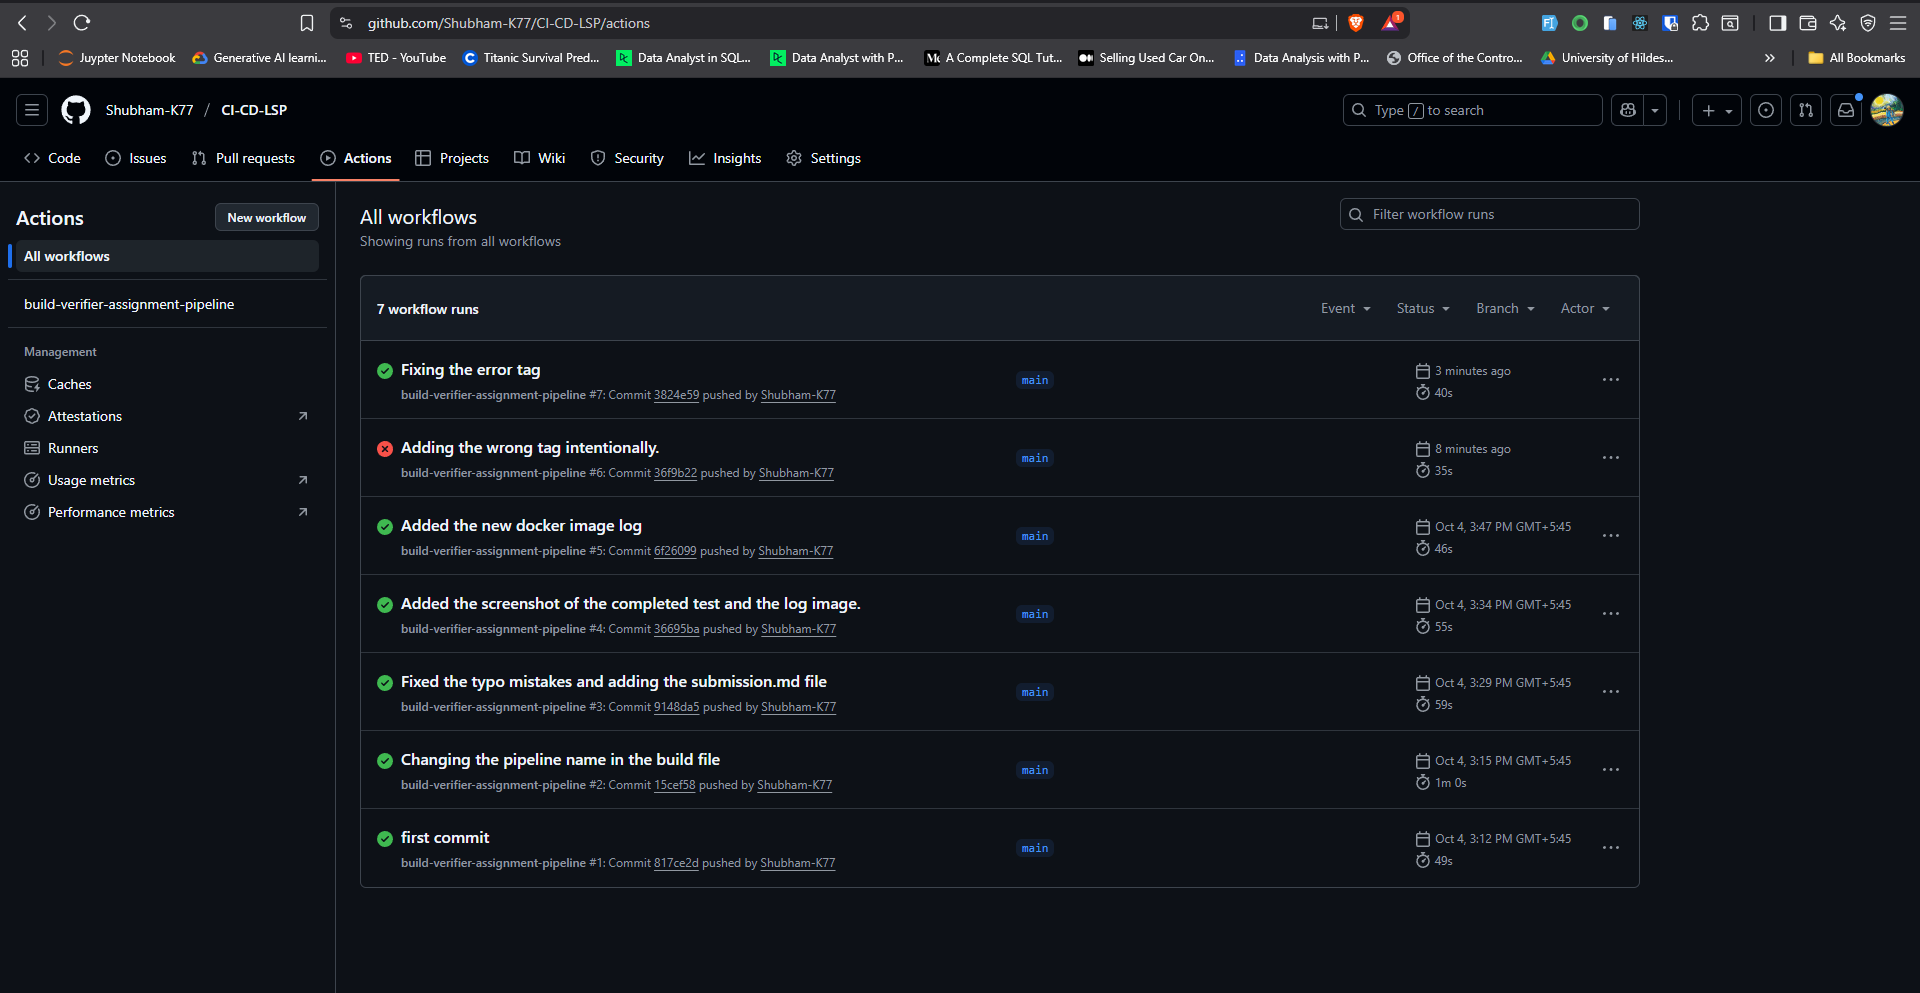 github.com/Shubham-K77/CI-CD-LSP/actions
1
Juypter Notebook
Generative AI learni...
TED - YouTube
Titanic Survival Pred...
Data Analyst in SQL...
Data Analyst with P...
A Complete SQL Tut...
Selling Used Car On...
Data Analysis with P...
Office of the Contro...
University of Hildes...
All Bookmarks
Shubham-K77 / CI-CD-LSP
Type / to search
Code
Issues
Pull requests
Actions
Projects
Wiki
Security
Insights
Settings
Actions
New workflow
All workflows
build-verifier-assignment-pipeline
Management
Caches
Attestations
Runners
Usage metrics
Performance metrics
All workflows
Showing runs from all workflows
Filter workflow runs
7 workflow runs
Event
Status
Branch
Actor
Fixing the error tag
build-verifier-assignment-pipeline #7: Commit 3824e59 pushed by Shubham-K77
main
3 minutes ago
40s
Adding the wrong tag intentionally.
build-verifier-assignment-pipeline #6: Commit 36f9b22 pushed by Shubham-K77
main
8 minutes ago
35s
Added the new docker image log
build-verifier-assignment-pipeline #5: Commit 6f26099 pushed by Shubham-K77
main
Oct 4, 3:47 PM GMT+5:45
46s
Added the screenshot of the completed test and the log image.
build-verifier-assignment-pipeline #4: Commit 36695ba pushed by Shubham-K77
main
Oct 4, 3:34 PM GMT+5:45
55s
Fixed the typo mistakes and adding the submission.md file
build-verifier-assignment-pipeline #3: Commit 9148da5 pushed by Shubham-K77
main
Oct 4, 3:29 PM GMT+5:45
59s
Changing the pipeline name in the build file
build-verifier-assignment-pipeline #2: Commit 15cef58 pushed by Shubham-K77
main
Oct 4, 3:15 PM GMT+5:45
1m 0s
first commit
build-verifier-assignment-pipeline #1: Commit 817ce2d pushed by Shubham-K77
main
Oct 4, 3:12 PM GMT+5:45
49s